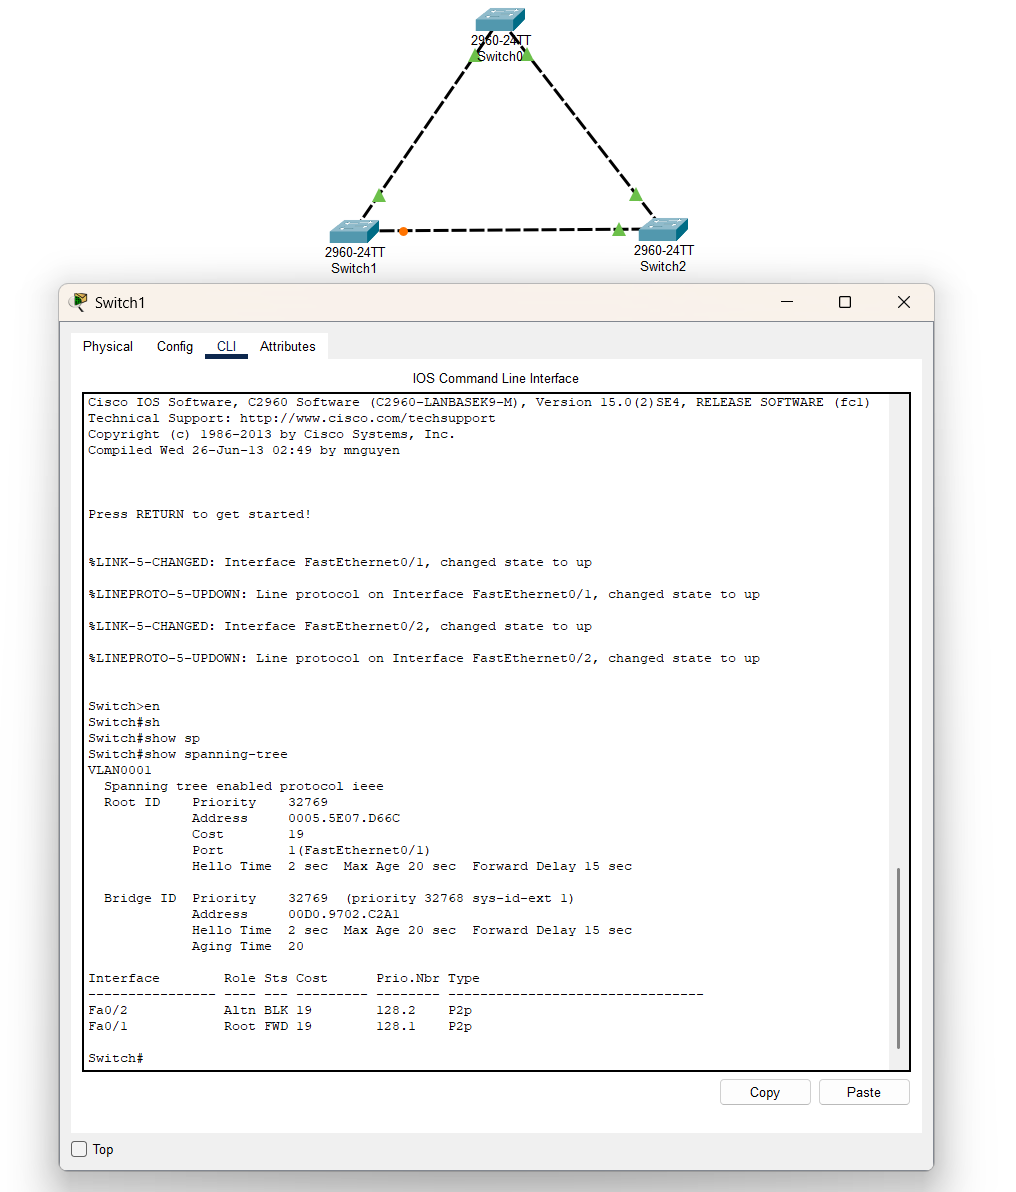 2960-24TT
Switch0
2960-24TT
Switch1
2960-24TT
Switch2
Switch1
Physical Config CLI Attributes
IOS Command Line Interface
Cisco IOS Software, C2960 Software (C2960-LANBASEK9-M), Version 15.0(2)SE4, RELEASE SOFTWARE (fc1)
Technical Support: http://www.cisco.com/techsupport
Copyright (c) 1986-2013 by Cisco Systems, Inc.
Compiled Wed 26-Jun-13 02:49 by mnguyen
Press RETURN to get started!
%LINK-5-CHANGED: Interface FastEthernet0/1, changed state to up
%LINEPROTO-5-UPDOWN: Line protocol on Interface FastEthernet0/1, changed state to up
%LINK-5-CHANGED: Interface FastEthernet0/2, changed state to up
%LINEPROTO-5-UPDOWN: Line protocol on Interface FastEthernet0/2, changed state to up
Switch>en
Switch#sh
Switch#show sp
Switch#show spanning-tree
VLAN0001
Spanning tree enabled protocol ieee
Root ID Priority 32769
Address 0005.5E07.D66C
Cost 19
Port 1(FastEthernet0/1)
Hello Time 2 sec Max Age 20 sec Forward Delay 15 sec
Bridge ID Priority 32769 (priority 32768 sys-id-ext 1)
Address 00D0.9702.C2A1
Hello Time 2 sec Max Age 20 sec Forward Delay 15 sec
Aging Time 20
Interface Role Sts Cost Prio.Nbr Type
---------------- ---- --- --------- -------- --------------------------------
Fa0/2 Altn BLK 19 128.2 P2p
Fa0/1 Root FWD 19 128.1 P2p
Switch#
Copy Paste
Top